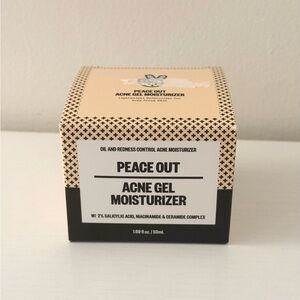 PEACE OUT
ACNE GEL MOISTURIZER
OIL AND REDNESS CONTROL ACNE MOISTURIZER
PEACE OUT
ACNE GEL
MOISTURIZER
W/ 2% SALICYLIC ACID, NIACINAMIDE & CERAMIDE COMPLEX
1.69 fl oz. / 50mL